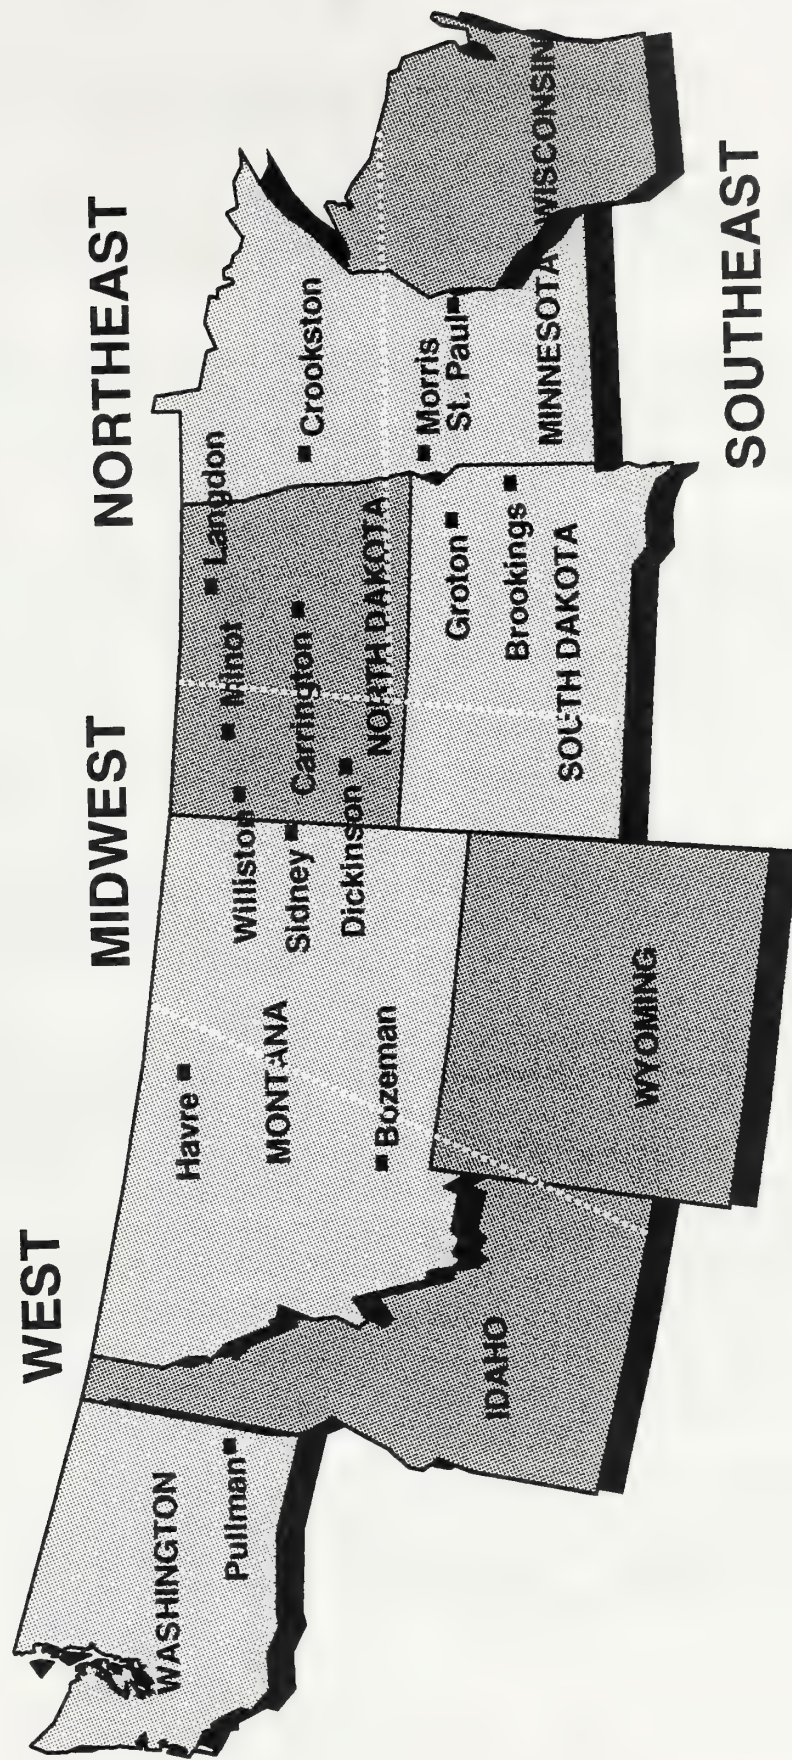 WEST
MIDWEST
NORTHEAST
SOUTHEAST
WASHINGTON
Pullman
IDAHO
MONTANA
Havre
Bozeman
WYOMING
Williston
Sidney
Dickinson
Minot
Langdon
Carrington
NORTH DAKOTA
Groton
Brookings
SOUTH DAKOTA
Crookston
Morris
St. Paul
MINNESOTA
WISCONSIN